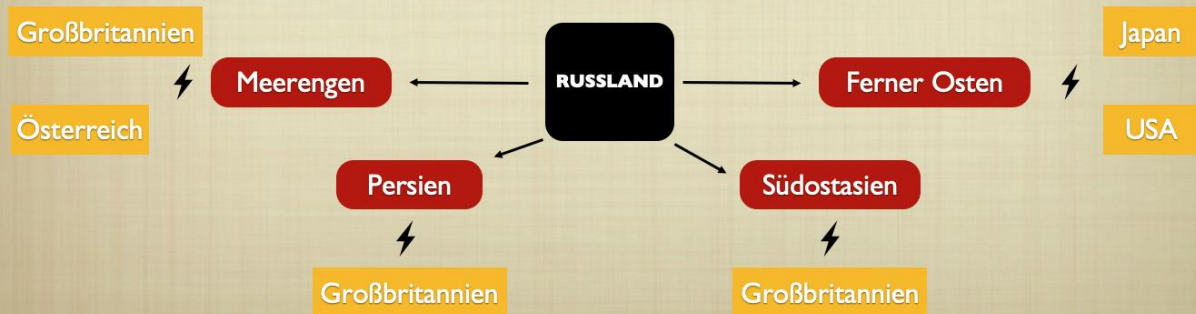 Großbritannien
Japan
Meerengen
RUSSLAND
Ferner Osten
Österreich
USA
Persien
Südostasien
Großbritannien
Großbritannien